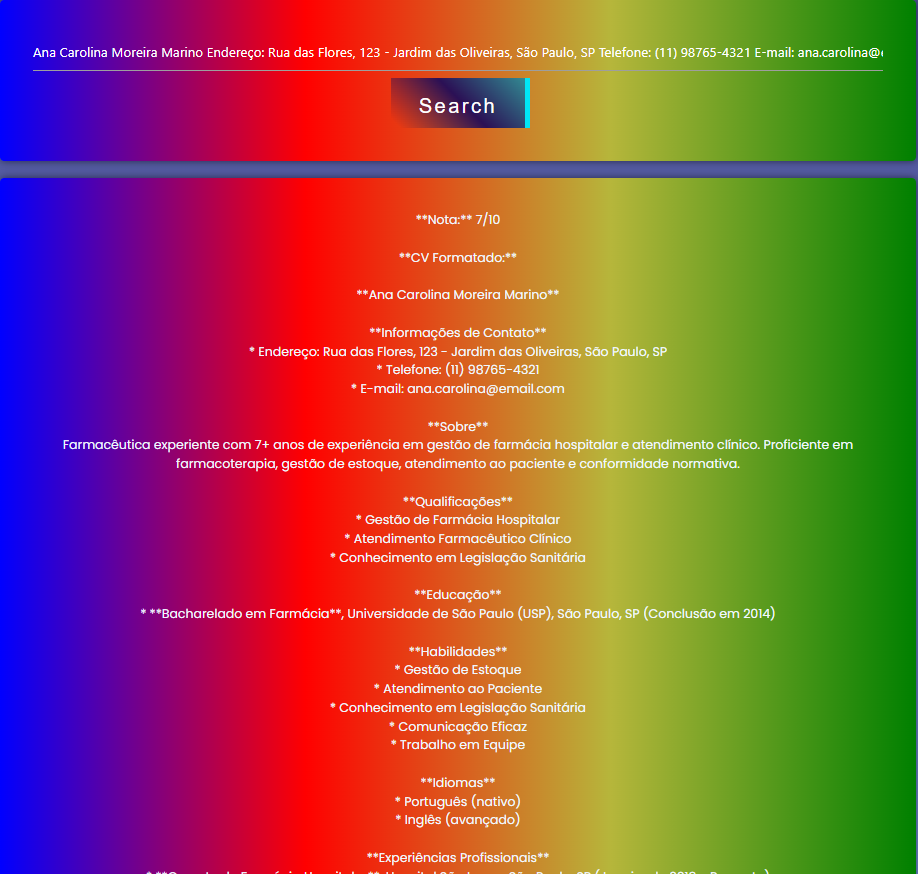 Ana Carolina Moreira Marino Endereço: Rua das Flores, 123 - Jardim das Oliveiras, São Paulo, SP Telefone: (11) 98765-4321 E-mail: ana.carolina@
Search
**Nota:** 7/10
**CV Formatado:**
**Ana Carolina Moreira Marino**
**Informações de Contato**
* Endereço: Rua das Flores, 123 - Jardim das Oliveiras, São Paulo, SP
* Telefone: (11) 98765-4321
* E-mail: ana.carolina@email.com
**Sobre**
Farmacêutica experiente com 7+ anos de experiência em gestão de farmácia hospitalar e atendimento clínico. Proficiente em
farmacoterapia, gestão de estoque, atendimento ao paciente e conformidade normativa.
**Qualificações**
* Gestão de Farmácia Hospitalar
* Atendimento Farmacêutico Clínico
* Conhecimento em Legislação Sanitária
**Educação**
* **Bacharelado em Farmácia**, Universidade de São Paulo (USP), São Paulo, SP (Conclusão em 2014)
**Habilidades**
* Gestão de Estoque
* Atendimento ao Paciente
* Conhecimento em Legislação Sanitária
* Comunicação Eficaz
* Trabalho em Equipe
**Idiomas**
* Português (nativo)
* Inglês (avançado)
**Experiências Profissionais**